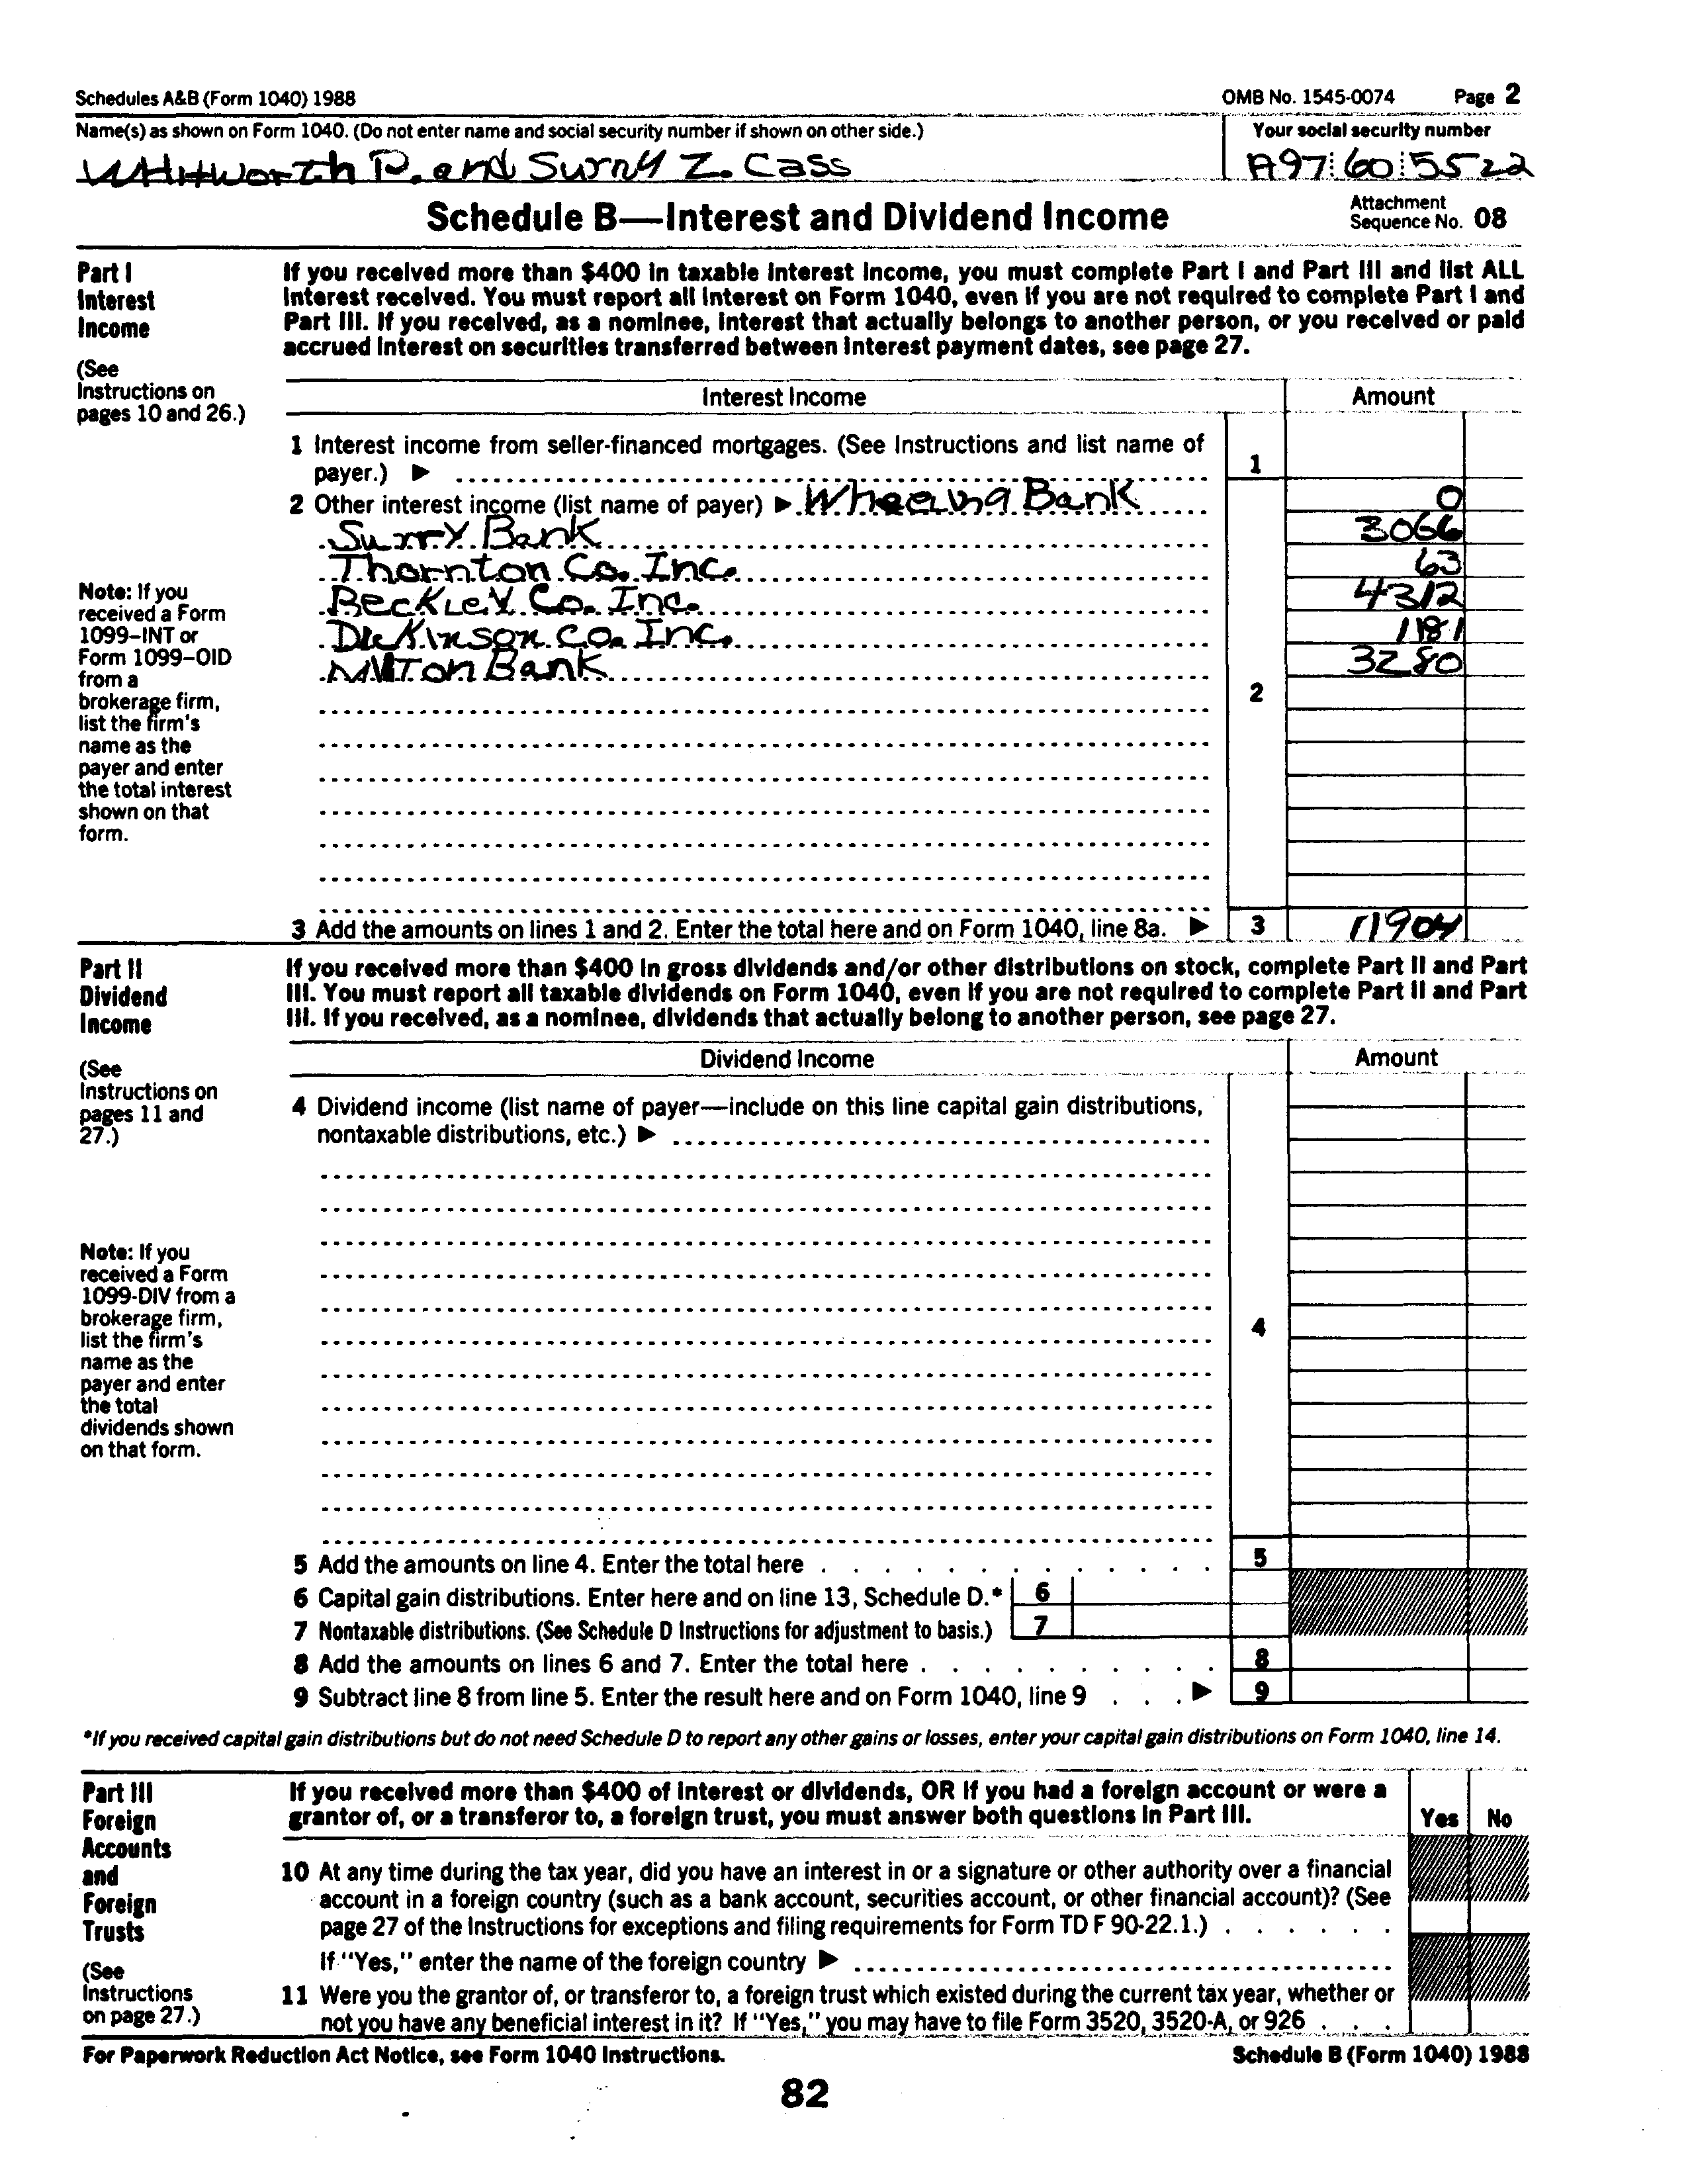 Schedules A&B (Form 1040) 1988 OMB No. 1545-0074 Page 2
Name(s) as shown on Form 1040. (Do not enter name and social security number if shown on other side.) Your social security number
Whitworth P. and Surny Z. Cass A97 60 5522
Schedule B—Interest and Dividend Income Attachment Sequence No. 08
Part I
Interest
Income
(See
Instructions on
pages 10 and 26.)
If you received more than $400 in taxable interest income, you must complete Part I and Part III and list ALL
interest received. You must report all interest on Form 1040, even if you are not required to complete Part I and
Part III. If you received, as a nominee, interest that actually belongs to another person, or you received or paid
accrued interest on securities transferred between interest payment dates, see page 27.
Interest Income Amount
1 Interest income from seller-financed mortgages. (See Instructions and list name of
payer.) ▶ 1
2 Other interest income (list name of payer) ▶ Wheeling Bank 0
Surry Bank 3066
Thornton Co. Inc. 63
Beckley Co. Inc. 4312
Dickinson Co. Inc. 1181
Milton Bank 3280
2
Note: If you
received a Form
1099–INT or
Form 1099–OID
from a
brokerage firm,
list the firm's
name as the
payer and enter
the total interest
shown on that
form.
3 Add the amounts on lines 1 and 2. Enter the total here and on Form 1040, line 8a. ▶ 3 11904
Part II
Dividend
Income
(See
Instructions on
pages 11 and
27.)
If you received more than $400 in gross dividends and/or other distributions on stock, complete Part II and Part
III. You must report all taxable dividends on Form 1040, even if you are not required to complete Part II and Part
III. If you received, as a nominee, dividends that actually belong to another person, see page 27.
Dividend Income Amount
4 Dividend income (list name of payer—include on this line capital gain distributions,
nontaxable distributions, etc.) ▶
4
Note: If you
received a Form
1099-DIV from a
brokerage firm,
list the firm's
name as the
payer and enter
the total
dividends shown
on that form.
5 Add the amounts on line 4. Enter the total here 5
6 Capital gain distributions. Enter here and on line 13, Schedule D.* 6
7 Nontaxable distributions. (See Schedule D Instructions for adjustment to basis.) 7
8 Add the amounts on lines 6 and 7. Enter the total here 8
9 Subtract line 8 from line 5. Enter the result here and on Form 1040, line 9 ▶ 9
*If you received capital gain distributions but do not need Schedule D to report any other gains or losses, enter your capital gain distributions on Form 1040, line 14.
Part III
Foreign
Accounts
and
Foreign
Trusts
(See
Instructions
on page 27.)
If you received more than $400 of interest or dividends, OR if you had a foreign account or were a
grantor of, or a transferor to, a foreign trust, you must answer both questions in Part III. Yes No
10 At any time during the tax year, did you have an interest in or a signature or other authority over a financial
account in a foreign country (such as a bank account, securities account, or other financial account)? (See
page 27 of the Instructions for exceptions and filing requirements for Form TD F 90-22.1.)
If "Yes," enter the name of the foreign country ▶
11 Were you the grantor of, or transferor to, a foreign trust which existed during the current tax year, whether or
not you have any beneficial interest in it? If "Yes," you may have to file Form 3520, 3520-A, or 926
For Paperwork Reduction Act Notice, see Form 1040 Instructions. Schedule B (Form 1040) 1988
82